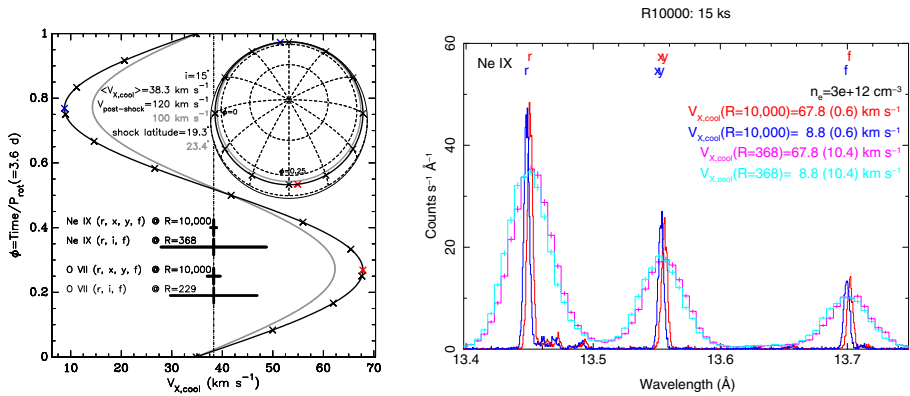 1
0.8
0.6
0.4
0.2
0
ϕ=Time/P_rot(=3.6 d)
i=15°
<V_X,cool>=38.3 km s⁻¹
V_post-shock=120 km s⁻¹
100 km s⁻¹
shock latitude=19.3°
23.4°
ϕ=0
ϕ=0.25
Ne IX (r, x, y, f) @ R=10,000
Ne IX (r, i, f) @ R=368
O VII (r, x, y, f) @ R=10,000
O VII (r, i, f) @ R=229
10 20 30 40 50 60 70
V_X,cool (km s⁻¹)
R10000: 15 ks
60
40
20
0
Counts s⁻¹ Å⁻¹
Ne IX
r xy f
r xy f
n_e=3e+12 cm⁻³
V_X,cool(R=10,000)=67.8 (0.6) km s⁻¹
V_X,cool(R=10,000)= 8.8 (0.6) km s⁻¹
V_X,cool(R=368)=67.8 (10.4) km s⁻¹
V_X,cool(R=368)= 8.8 (10.4) km s⁻¹
13.4 13.5 13.6 13.7
Wavelength (Å)